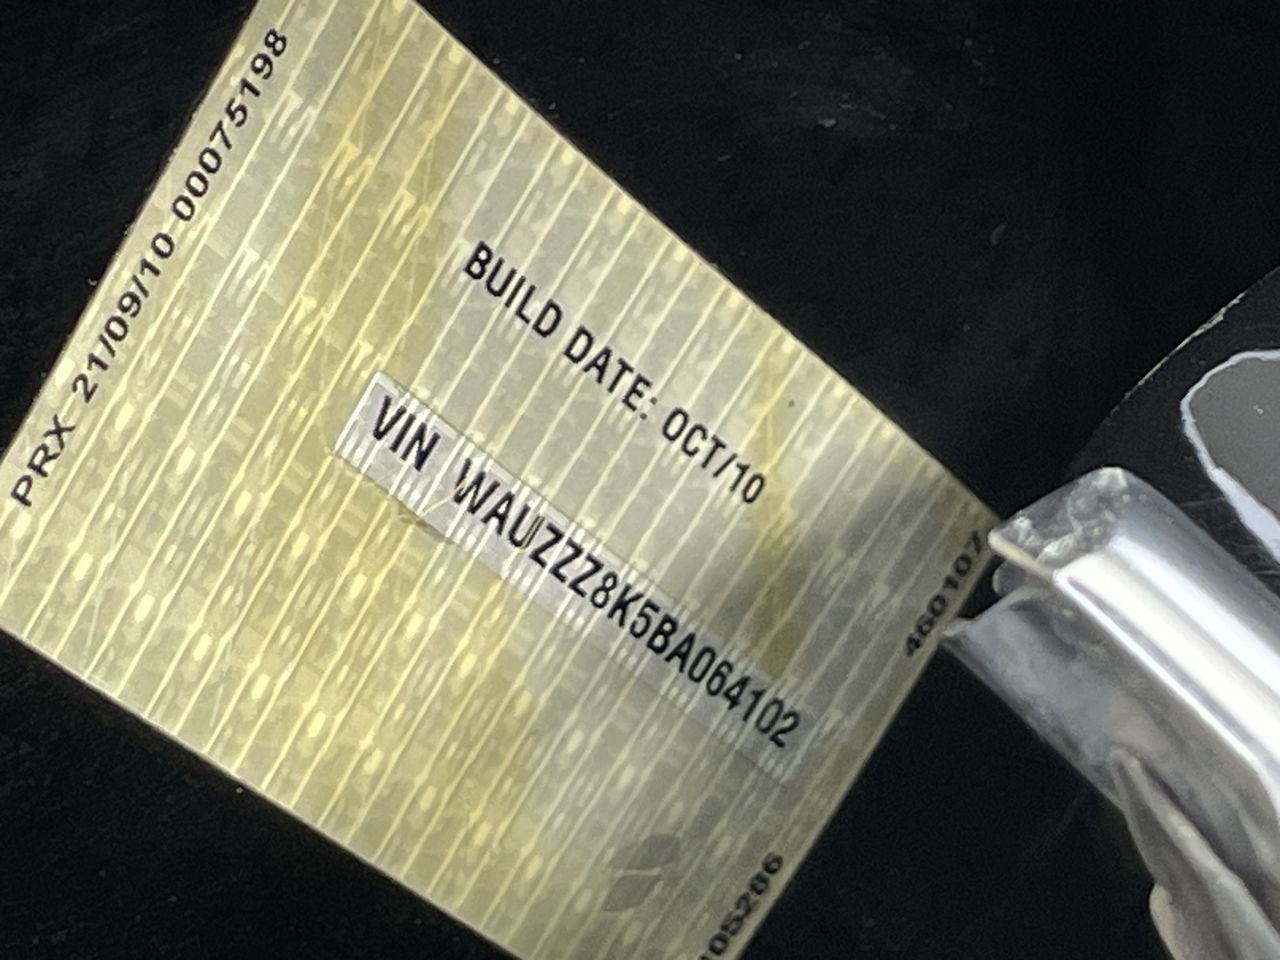 PRX 21/09/10 00075198
BUILD DATE: OCT/10
VIN WAUZZZ8K5BA064102
460107
105286